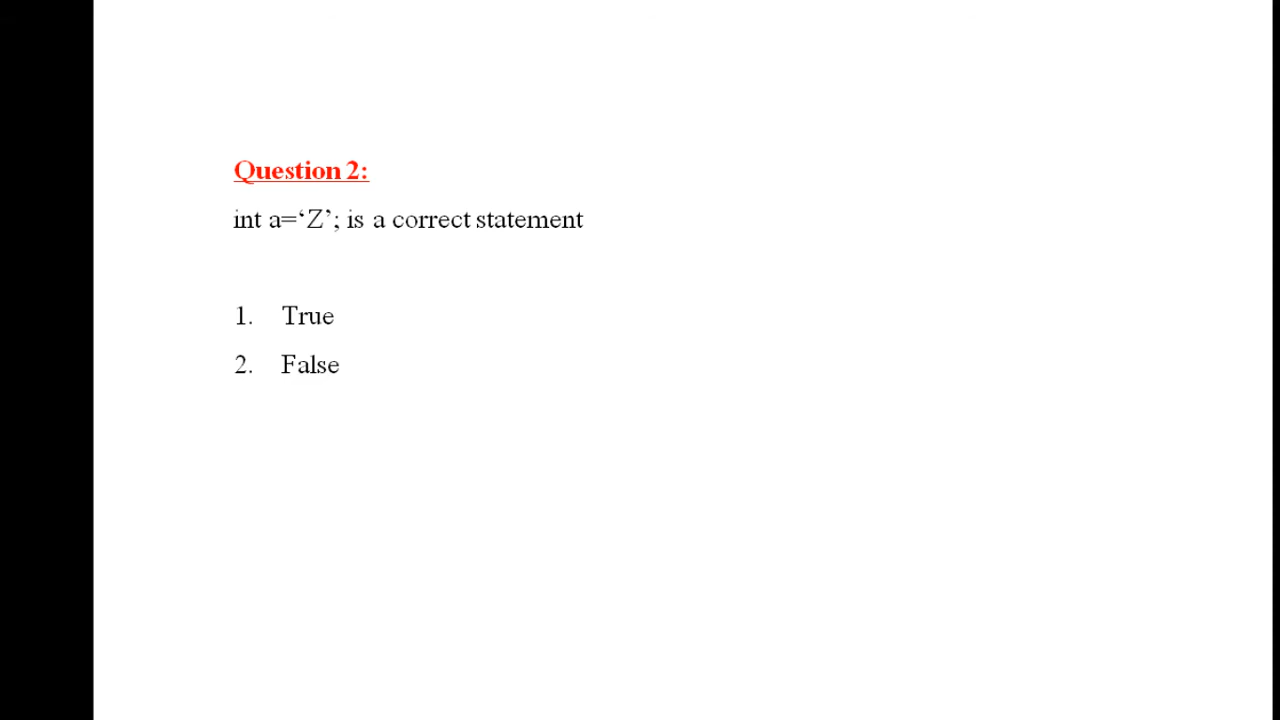 Question 2:
int a=‘Z’; is a correct statement
1. True
2. False